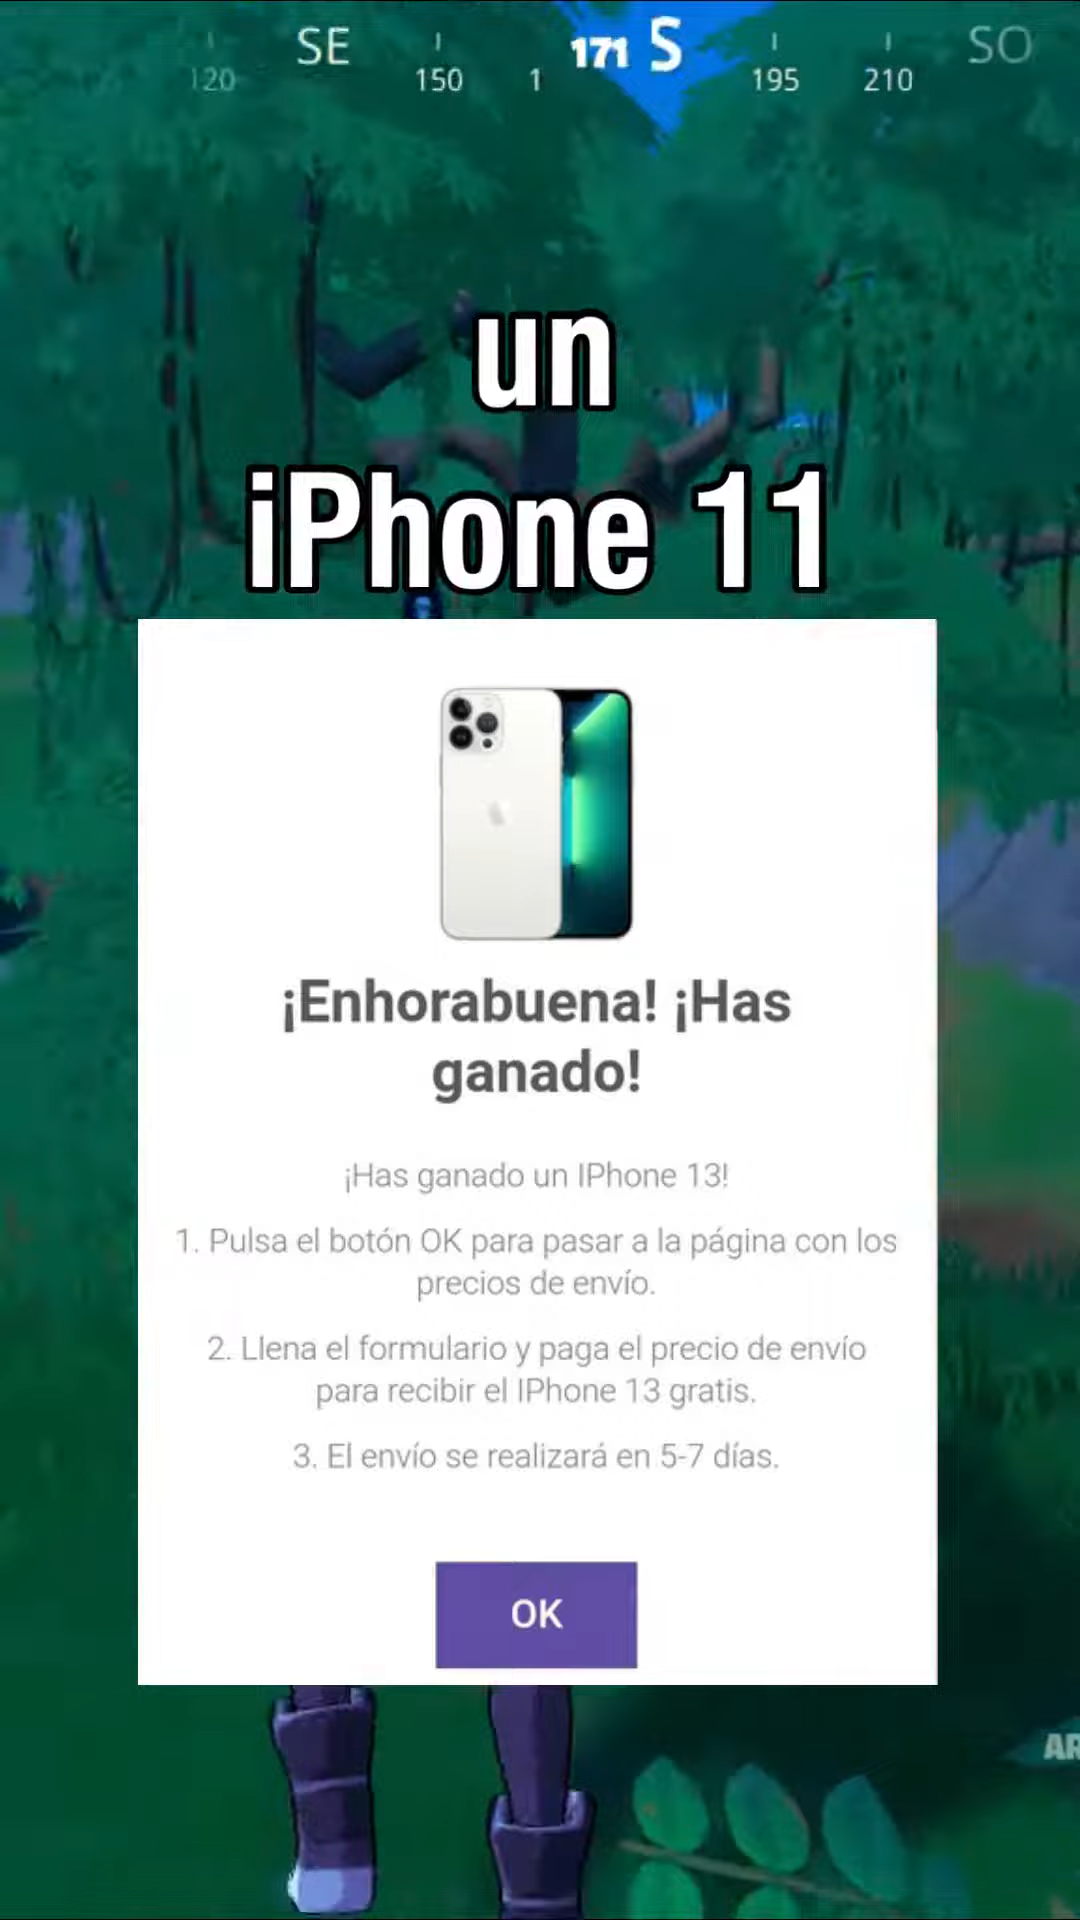 SE 171 S SO
120 150 1 195 210
un
iPhone 11
¡Enhorabuena! ¡Has
ganado!
¡Has ganado un IPhone 13!
1. Pulsa el botón OK para pasar a la página con los
precios de envío.
2. Llena el formulario y paga el precio de envío
para recibir el IPhone 13 gratis.
3. El envío se realizará en 5-7 días.
OK
AR